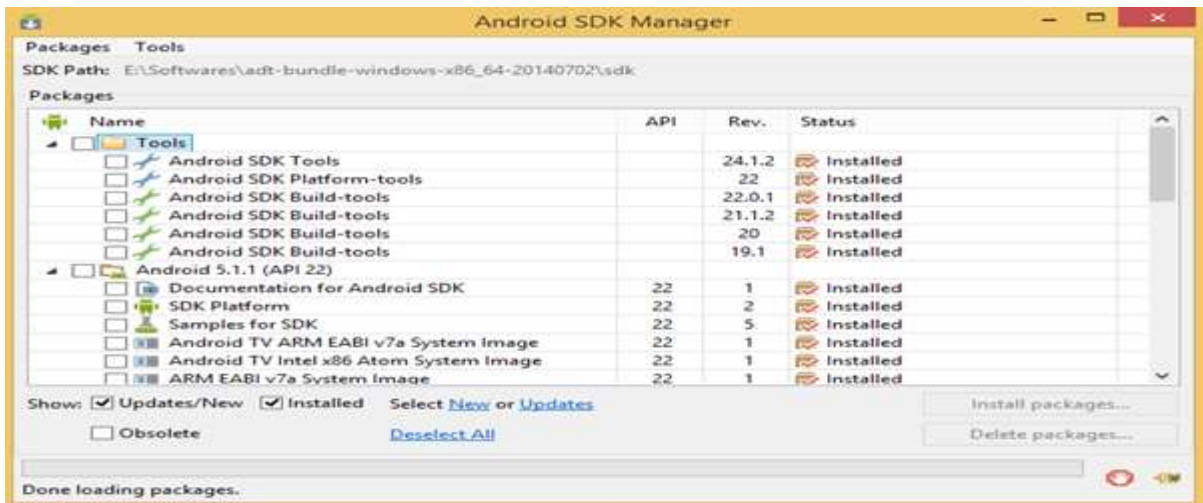 Android SDK Manager
Packages Tools
SDK Path: E:\Softwares\adt-bundle-windows-x86_64-20140702\sdk
Packages
Name API Rev. Status
Tools
Android SDK Tools 24.1.2 Installed
Android SDK Platform-tools 22 Installed
Android SDK Build-tools 22.0.1 Installed
Android SDK Build-tools 21.1.2 Installed
Android SDK Build-tools 20 Installed
Android SDK Build-tools 19.1 Installed
Android 5.1.1 (API 22)
Documentation for Android SDK 22 1 Installed
SDK Platform 22 2 Installed
Samples for SDK 22 5 Installed
Android TV ARM EABI v7a System Image 22 1 Installed
Android TV Intel x86 Atom System Image 22 1 Installed
ARM EABI v7a System Image 22 1 Installed
Show: Updates/New Installed Select New or Updates Install packages...
Obsolete Deselect All Delete packages...
Done loading packages.